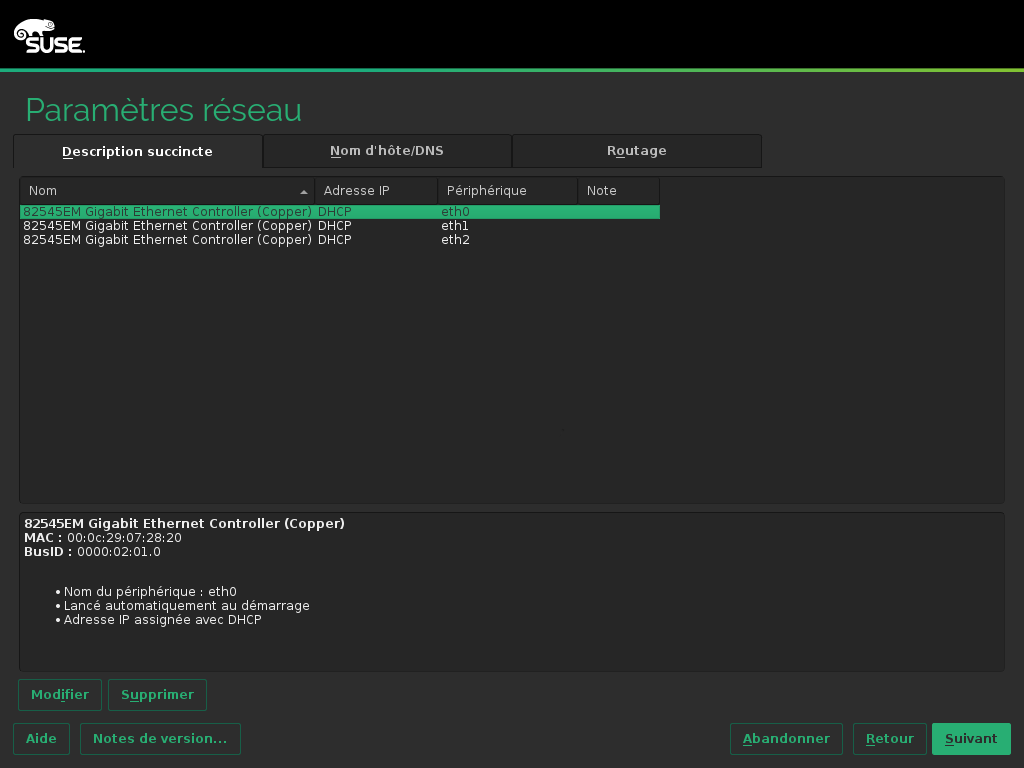 SUSE.
Paramètres réseau
Description succincte Nom d'hôte/DNS Routage
Nom Adresse IP Périphérique Note
82545EM Gigabit Ethernet Controller (Copper) DHCP eth0
82545EM Gigabit Ethernet Controller (Copper) DHCP eth1
82545EM Gigabit Ethernet Controller (Copper) DHCP eth2
82545EM Gigabit Ethernet Controller (Copper)
MAC : 00:0c:29:07:28:20
BusID : 0000:02:01.0
• Nom du périphérique : eth0
• Lancé automatiquement au démarrage
• Adresse IP assignée avec DHCP
Modifier Supprimer
Aide Notes de version... Abandonner Retour Suivant